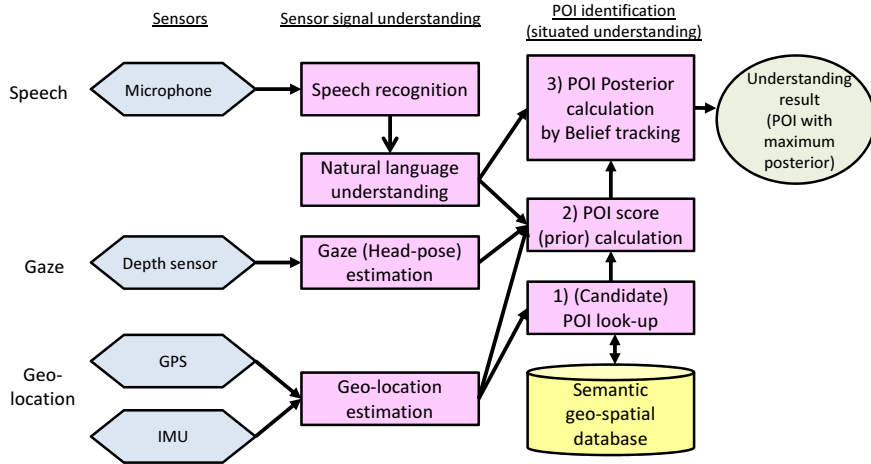 Sensors
Sensor signal understanding
POI identification
(situated understanding)
Speech
Microphone
Speech recognition
3) POI Posterior
calculation
by Belief tracking
Understanding
result
(POI with
maximum
posterior)
Natural language
understanding
2) POI score
(prior) calculation
Gaze
Depth sensor
Gaze (Head-pose)
estimation
1) (Candidate)
POI look-up
Geo-
location
GPS
IMU
Geo-location
estimation
Semantic
geo-spatial
database